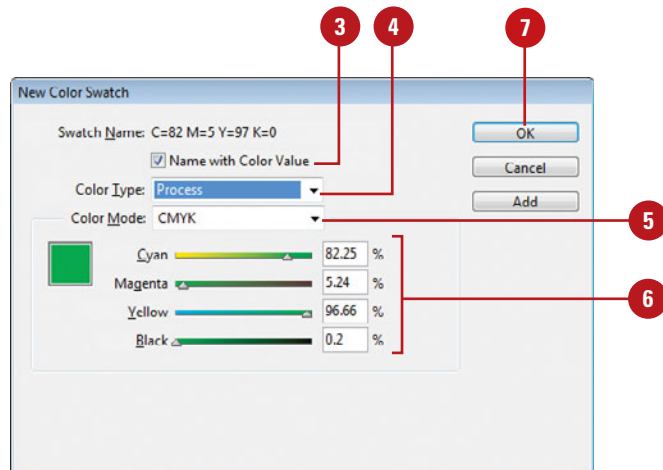 3 4 7
New Color Swatch
Swatch Name: C=82 M=5 Y=97 K=0
OK
Name with Color Value
Cancel
Color Type: Process
Add
Color Mode: CMYK
5
Cyan 82.25 %
Magenta 5.24 %
6
Yellow 96.66 %
Black 0.2 %